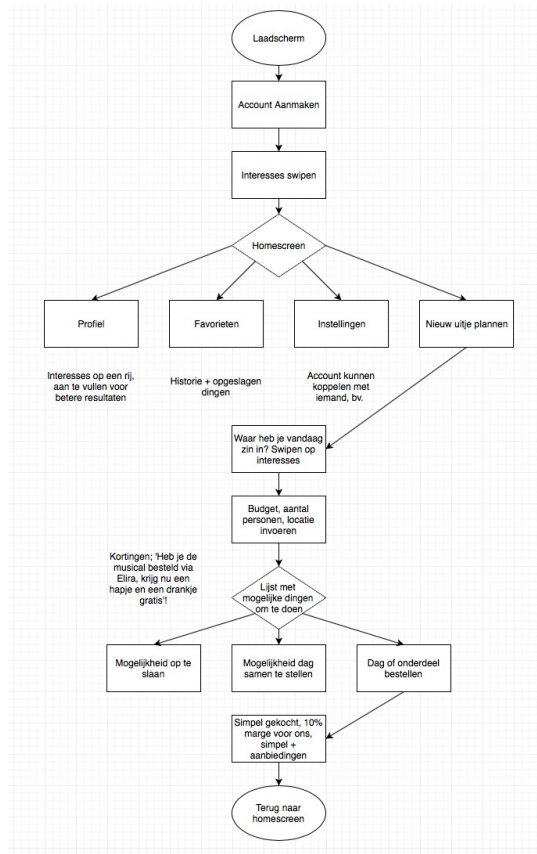 Laadscherm
Account Aanmaken
Interesses swipen
Homescreen
Profiel
Favorieten
Instellingen
Nieuw uitje plannen
Interesses op een rij,
aan te vullen voor
betere resultaten
Historie + opgeslagen
dingen
Account kunnen
koppelen met
iemand, bv.
Waar heb je vandaag
zin in? Swipen op
interesses
Budget, aantal
personen, locatie
invoeren
Kortingen; 'Heb je de
musical besteld via
Elira, krijg nu een
hapje en een drankje
gratis'!
Lijst met
mogelijke dingen
om te doen
Mogelijkheid op te
slaan
Mogelijkheid dag
samen te stellen
Dag of onderdeel
bestellen
Simpel gekocht, 10%
marge voor ons,
simpel +
aanbiedingen
Terug naar
homescreen